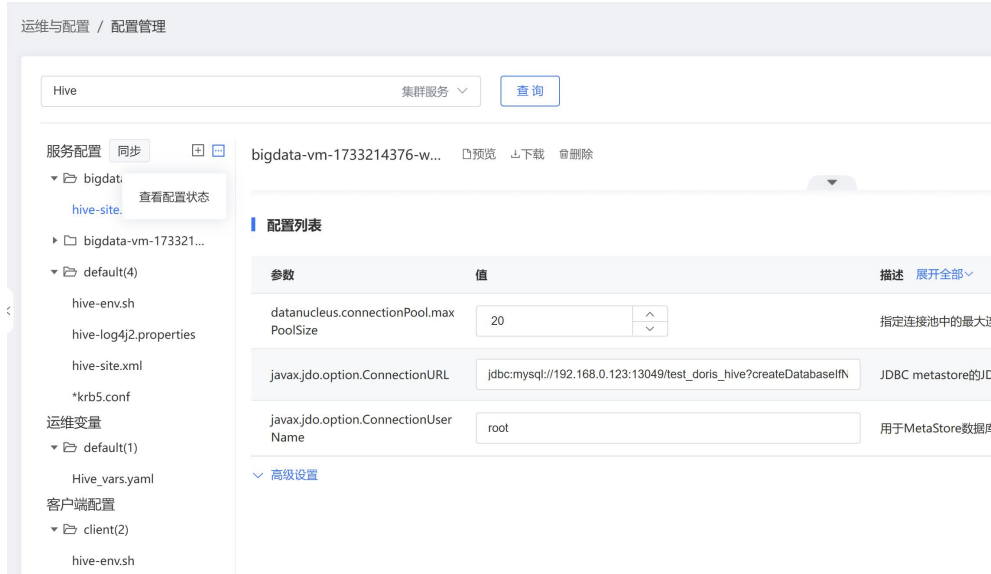 运维与配置 / 配置管理
Hive 集群服务
查询
服务配置 同步
bigdata-vm-1733214376-w... 预览 下载 删除
查看配置状态
hive-site.
bigdata-vm-173321...
default(4)
hive-env.sh
hive-log4j2.properties
hive-site.xml
*krb5.conf
运维变量
default(1)
Hive_vars.yaml
客户端配置
client(2)
hive-env.sh
配置列表
参数 值 描述 展开全部
datanucleus.connectionPool.max
PoolSize
20
指定连接池中的最大
javax.jdo.option.ConnectionURL
jdbc:mysql://192.168.0.123:13049/test_doris_hive?createDatabaseIfN
JDBC metastore的JD
javax.jdo.option.ConnectionUser
Name
root
用于MetaStore数据
高级设置